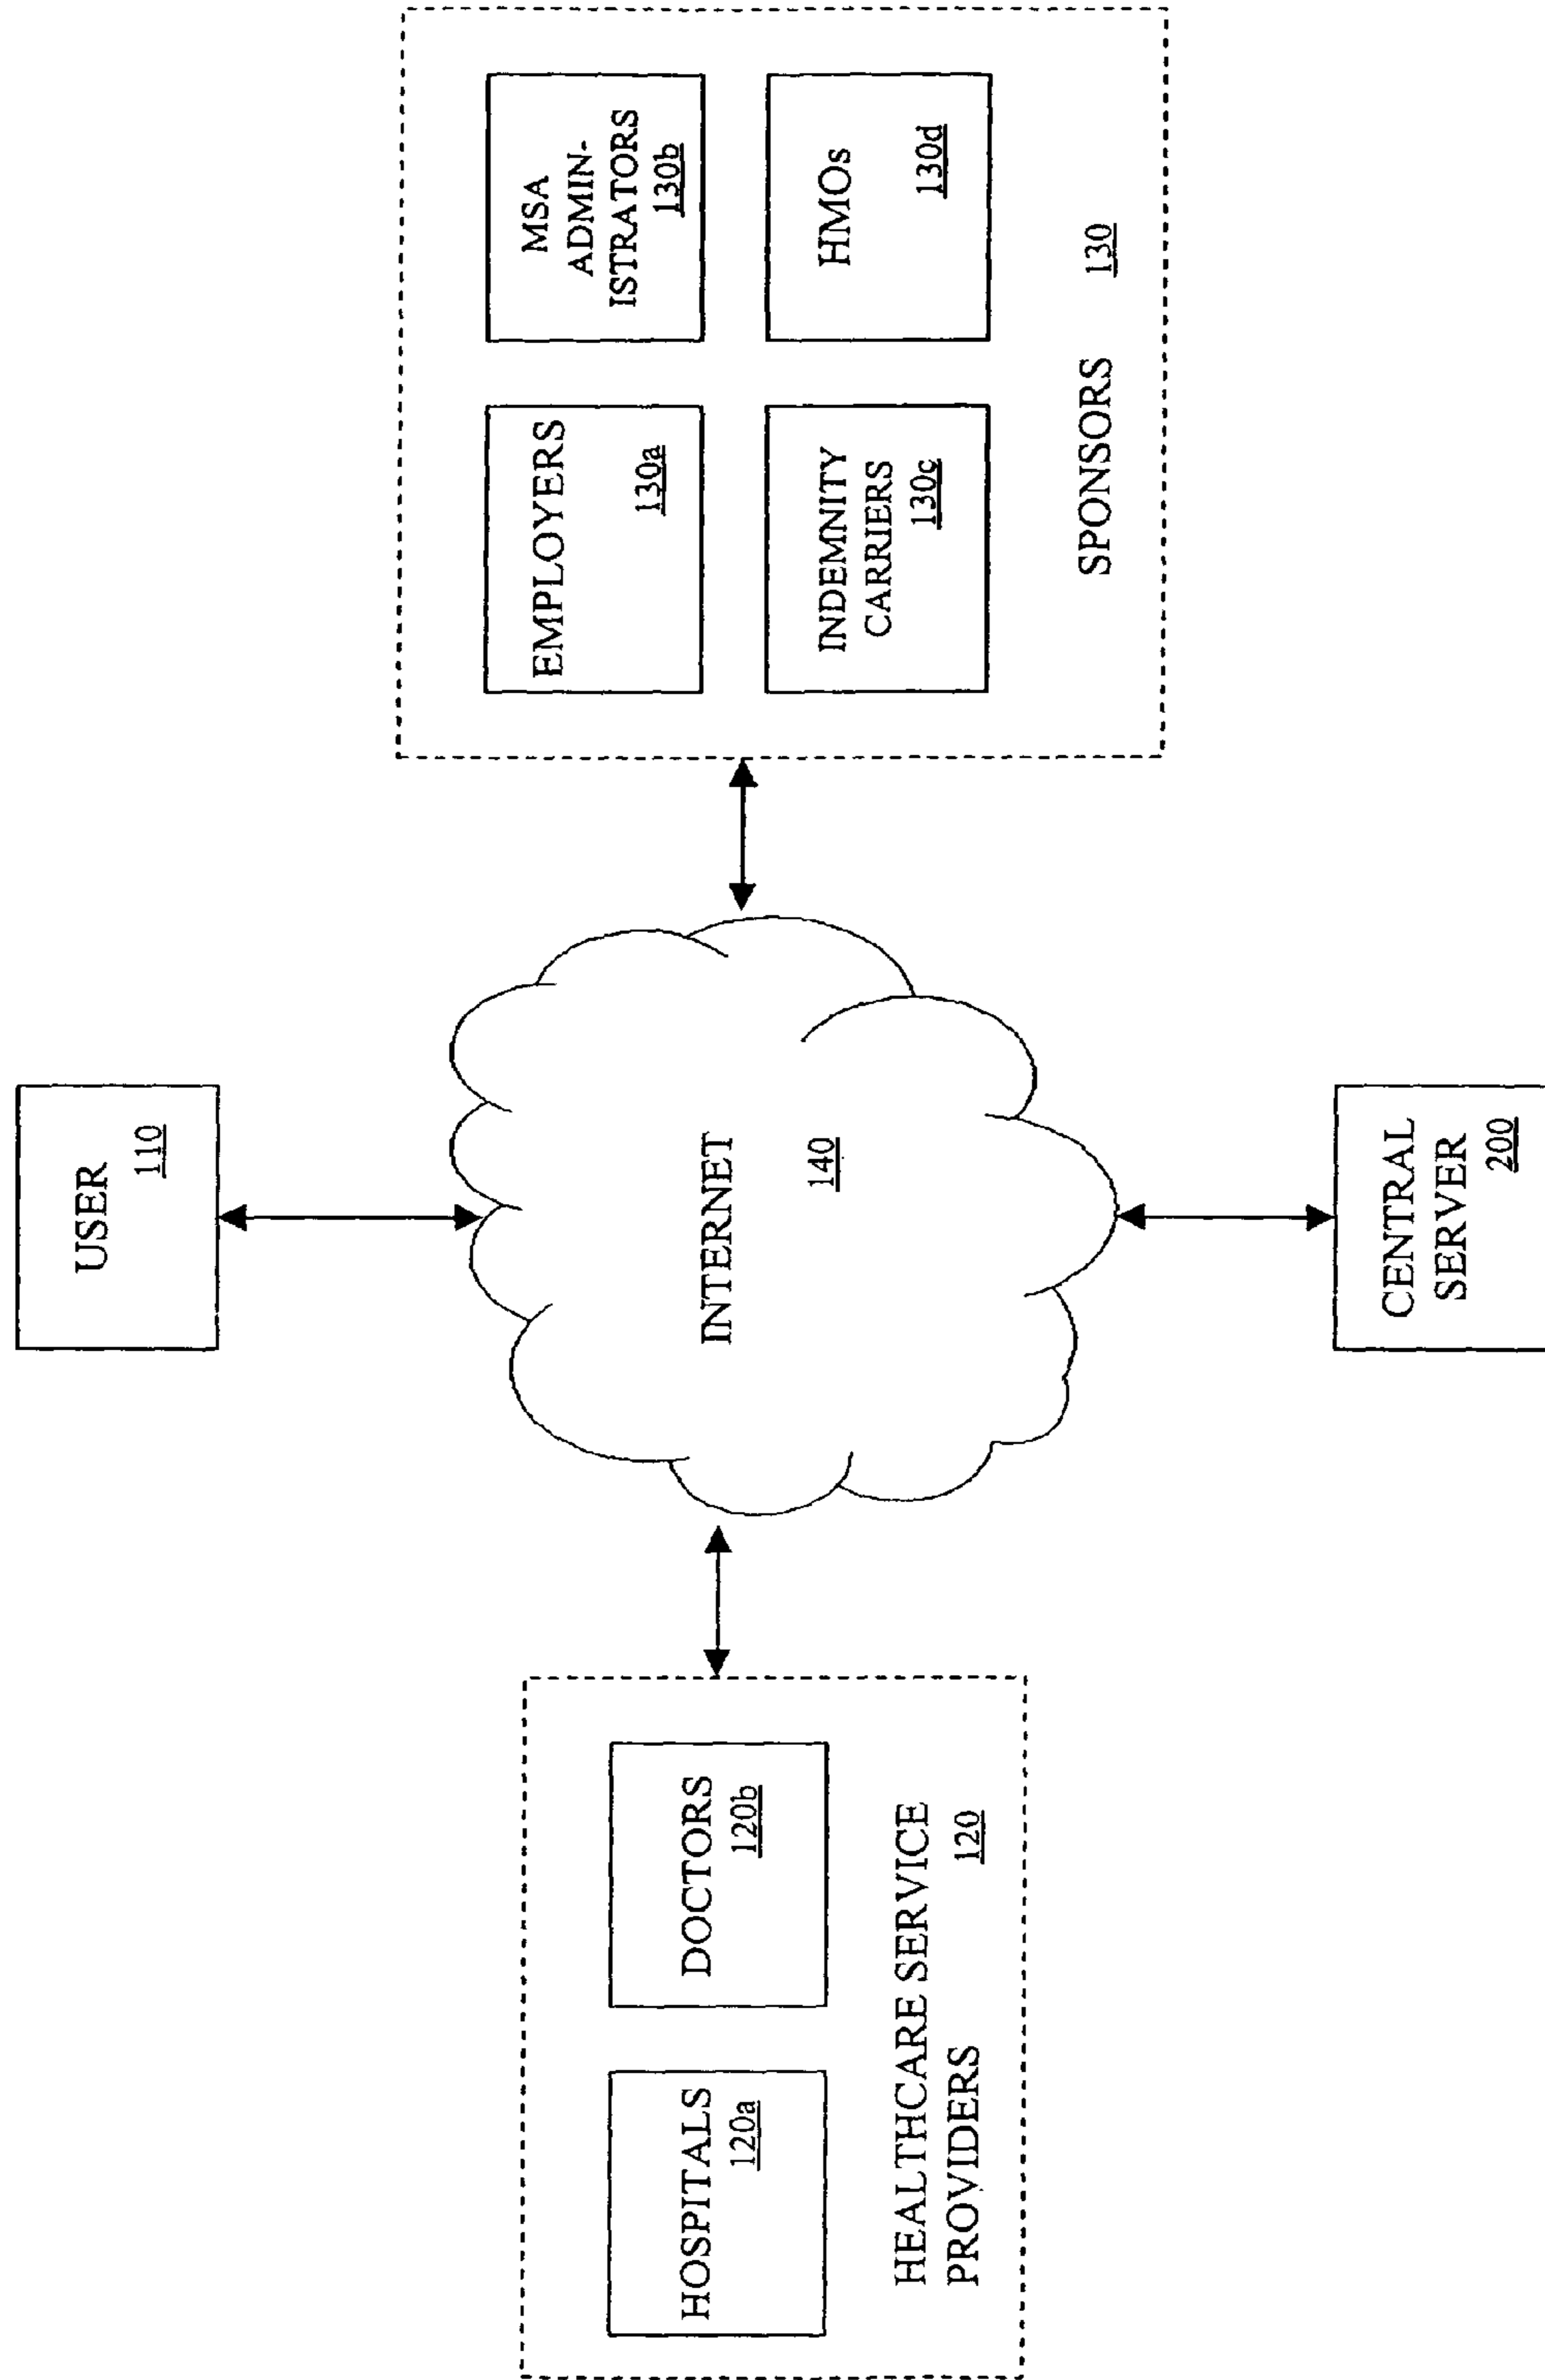 USER
110
HOSPITALS
120a
DOCTORS
120b
HEALTHCARE SERVICE
PROVIDERS
120
INTERNET
140
EMPLOYERS
130a
MSA
ADMIN-
ISTRATORS
130b
INDEMNITY
CARRIERS
130c
HMOs
130d
SPONSORS
130
CENTRAL
SERVER
200